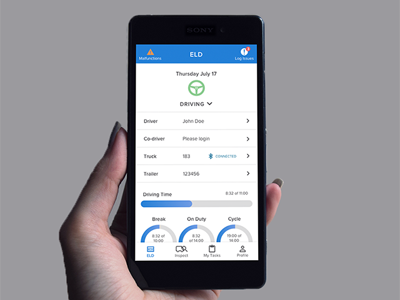 SONY
Malfunctions
ELD
Log Issues
Thursday July 17
DRIVING
Driver John Doe
Co-driver Please login
Truck 183 CONNECTED
Trailer 123456
Driving Time 8:32 of 11:00
Break On Duty Cycle
8:32 of 8:32 19:00 of
10:00 of 14:00 14:00
ELD Inspect My Tasks Profile